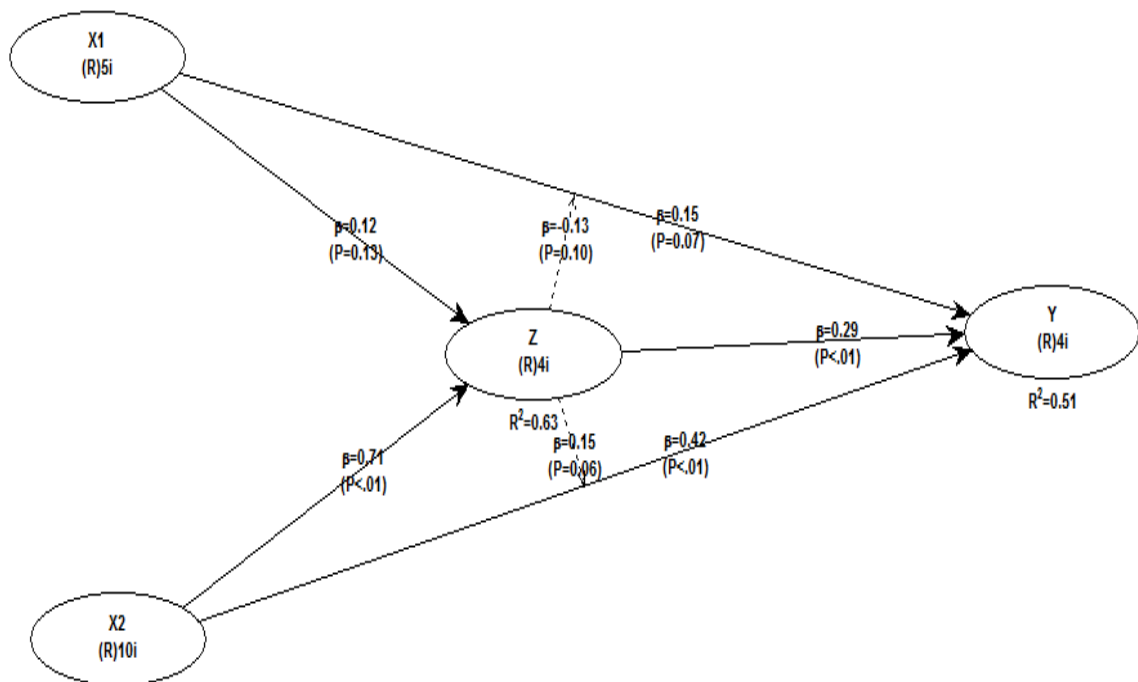 X1
(R)5i
β=0.12
(P=0.13)
β=-0.13
(P=0.10)
β=0.15
(P=0.07)
Z
(R)4i
R²=0.63
β=0.29
(P<.01)
Y
(R)4i
R²=0.51
β=0.71
(P<.01)
β=0.15
(P=0.06)
β=0.42
(P<.01)
X2
(R)10i